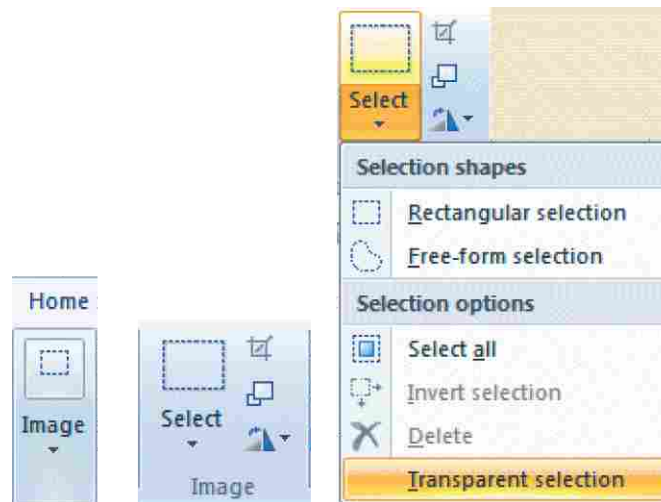 Home
Image
Select
Image
Select
Selection shapes
Rectangular selection
Free-form selection
Selection options
Select all
Invert selection
Delete
Transparent selection